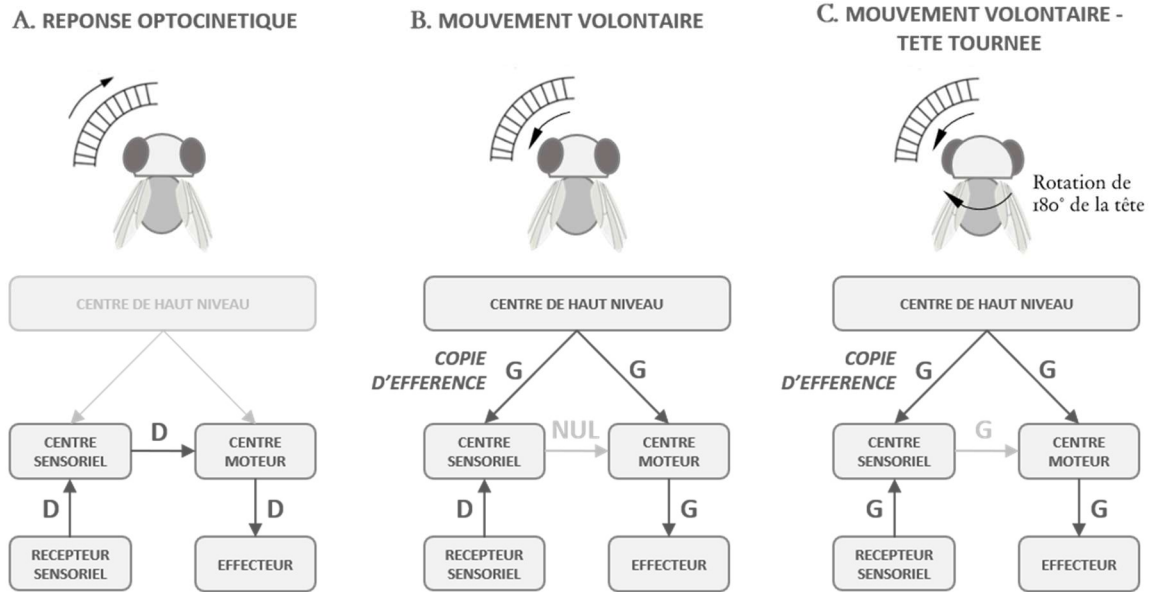 A. REPONSE OPTOCINETIQUE
B. MOUVEMENT VOLONTAIRE
C. MOUVEMENT VOLONTAIRE -
TETE TOURNEE
Rotation de
180° de la tête
CENTRE DE HAUT NIVEAU
D
CENTRE
SENSORIEL
CENTRE
MOTEUR
D
D
RECEPTEUR
SENSORIEL
EFFECTEUR
CENTRE DE HAUT NIVEAU
COPIE
D'EFFERENCE
G
G
NUL
CENTRE
SENSORIEL
CENTRE
MOTEUR
D
G
RECEPTEUR
SENSORIEL
EFFECTEUR
CENTRE DE HAUT NIVEAU
COPIE
D'EFFERENCE
G
G
G
CENTRE
SENSORIEL
CENTRE
MOTEUR
G
G
RECEPTEUR
SENSORIEL
EFFECTEUR